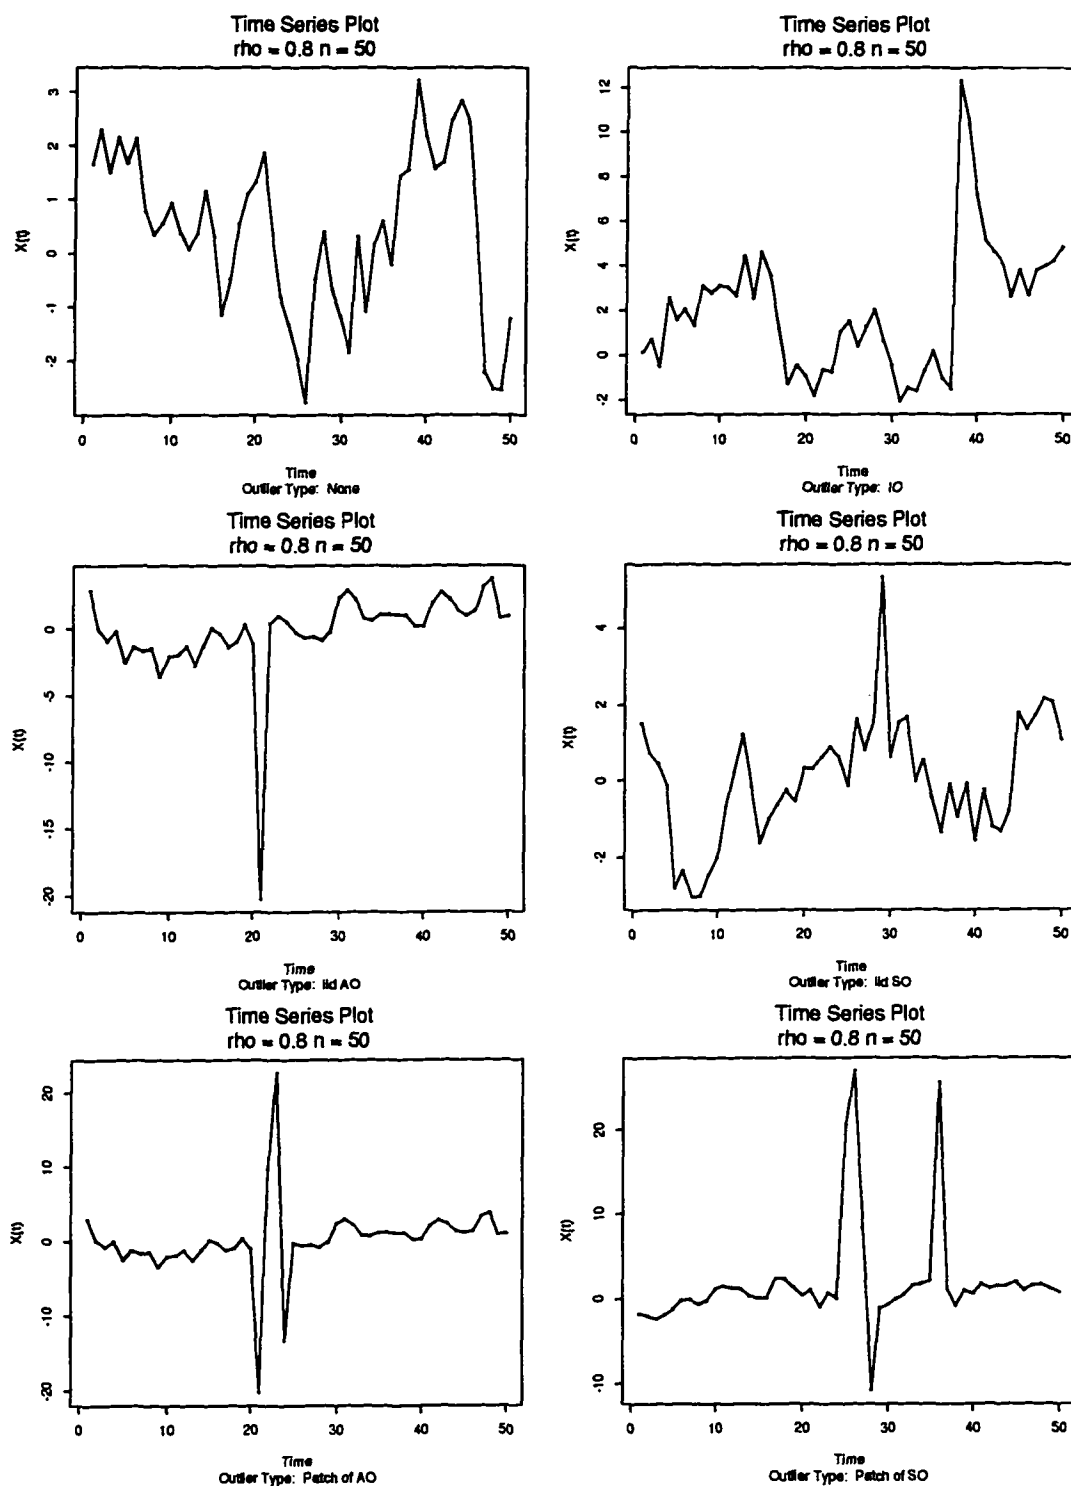 Time Series Plot
rho = 0.8 n = 50
3
2
1
0
-1
-2
X(t)
0 10 20 30 40 50
Time
Outlier Type: None
Time Series Plot
rho = 0.8 n = 50
12
10
8
6
4
2
0
-2
X(t)
0 10 20 30 40 50
Time
Outlier Type: IO
Time Series Plot
rho = 0.8 n = 50
0
-5
-10
-15
-20
X(t)
0 10 20 30 40 50
Time
Outlier Type: iid AO
Time Series Plot
rho = 0.8 n = 50
4
2
0
-2
X(t)
0 10 20 30 40 50
Time
Outlier Type: iid SO
Time Series Plot
rho = 0.8 n = 50
20
10
0
-10
-20
X(t)
0 10 20 30 40 50
Time
Outlier Type: Patch of AO
Time Series Plot
rho = 0.8 n = 50
20
10
0
-10
X(t)
0 10 20 30 40 50
Time
Outlier Type: Patch of SO